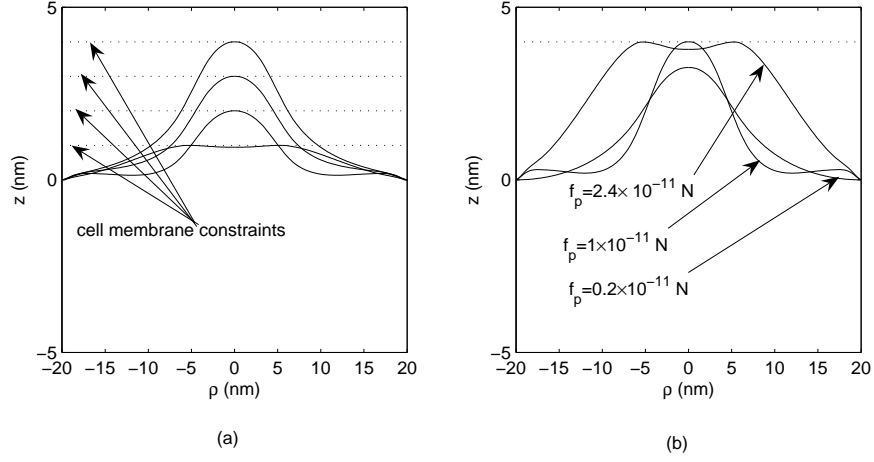 5
0
−5
z (nm)
cell membrane constraints
−20 −15 −10 −5 0 5 10 15 20
ρ (nm)
(a)
5
0
−5
z (nm)
f_p=2.4× 10^−11 N
f_p=1×10^−11 N
f_p=0.2×10^−11 N
−20 −15 −10 −5 0 5 10 15 20
ρ (nm)
(b)